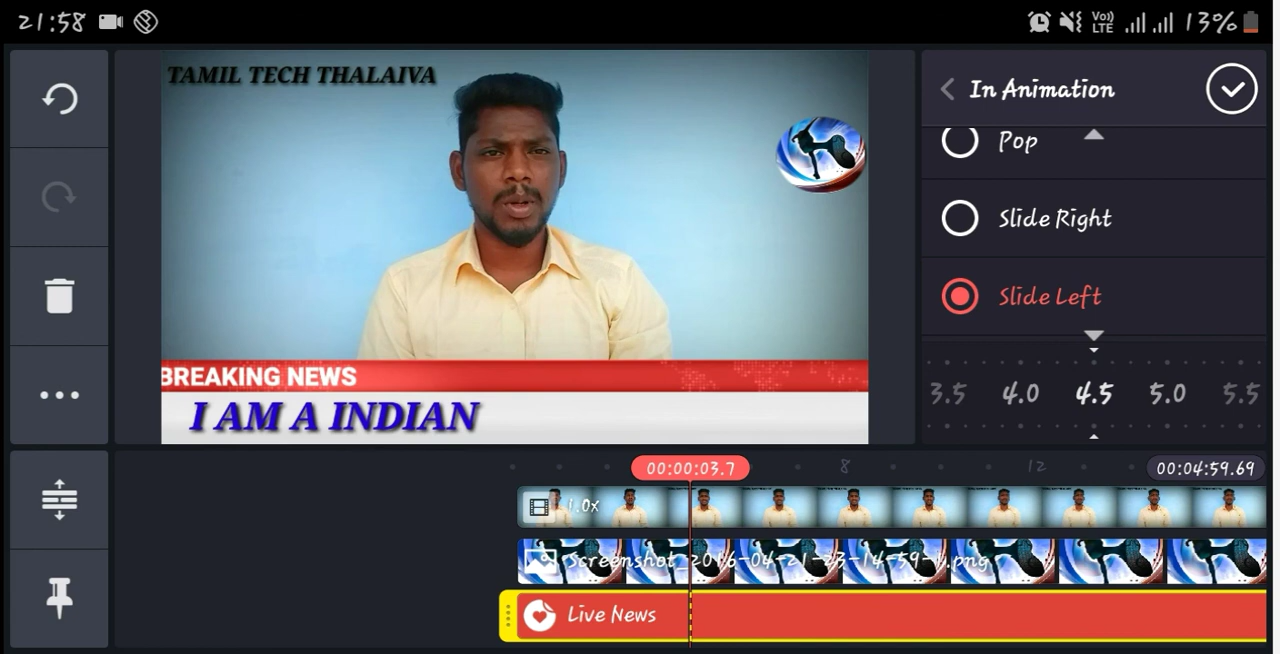 21:58
Vo))
LTE
13%
TAMIL TECH THALAIVA
BREAKING NEWS
I AM A INDIAN
In Animation
Pop
Slide Right
Slide Left
3.5 4.0 4.5 5.0 5.5
00:00:03.7
8
12
00:04:59.69
1.0x
Live News